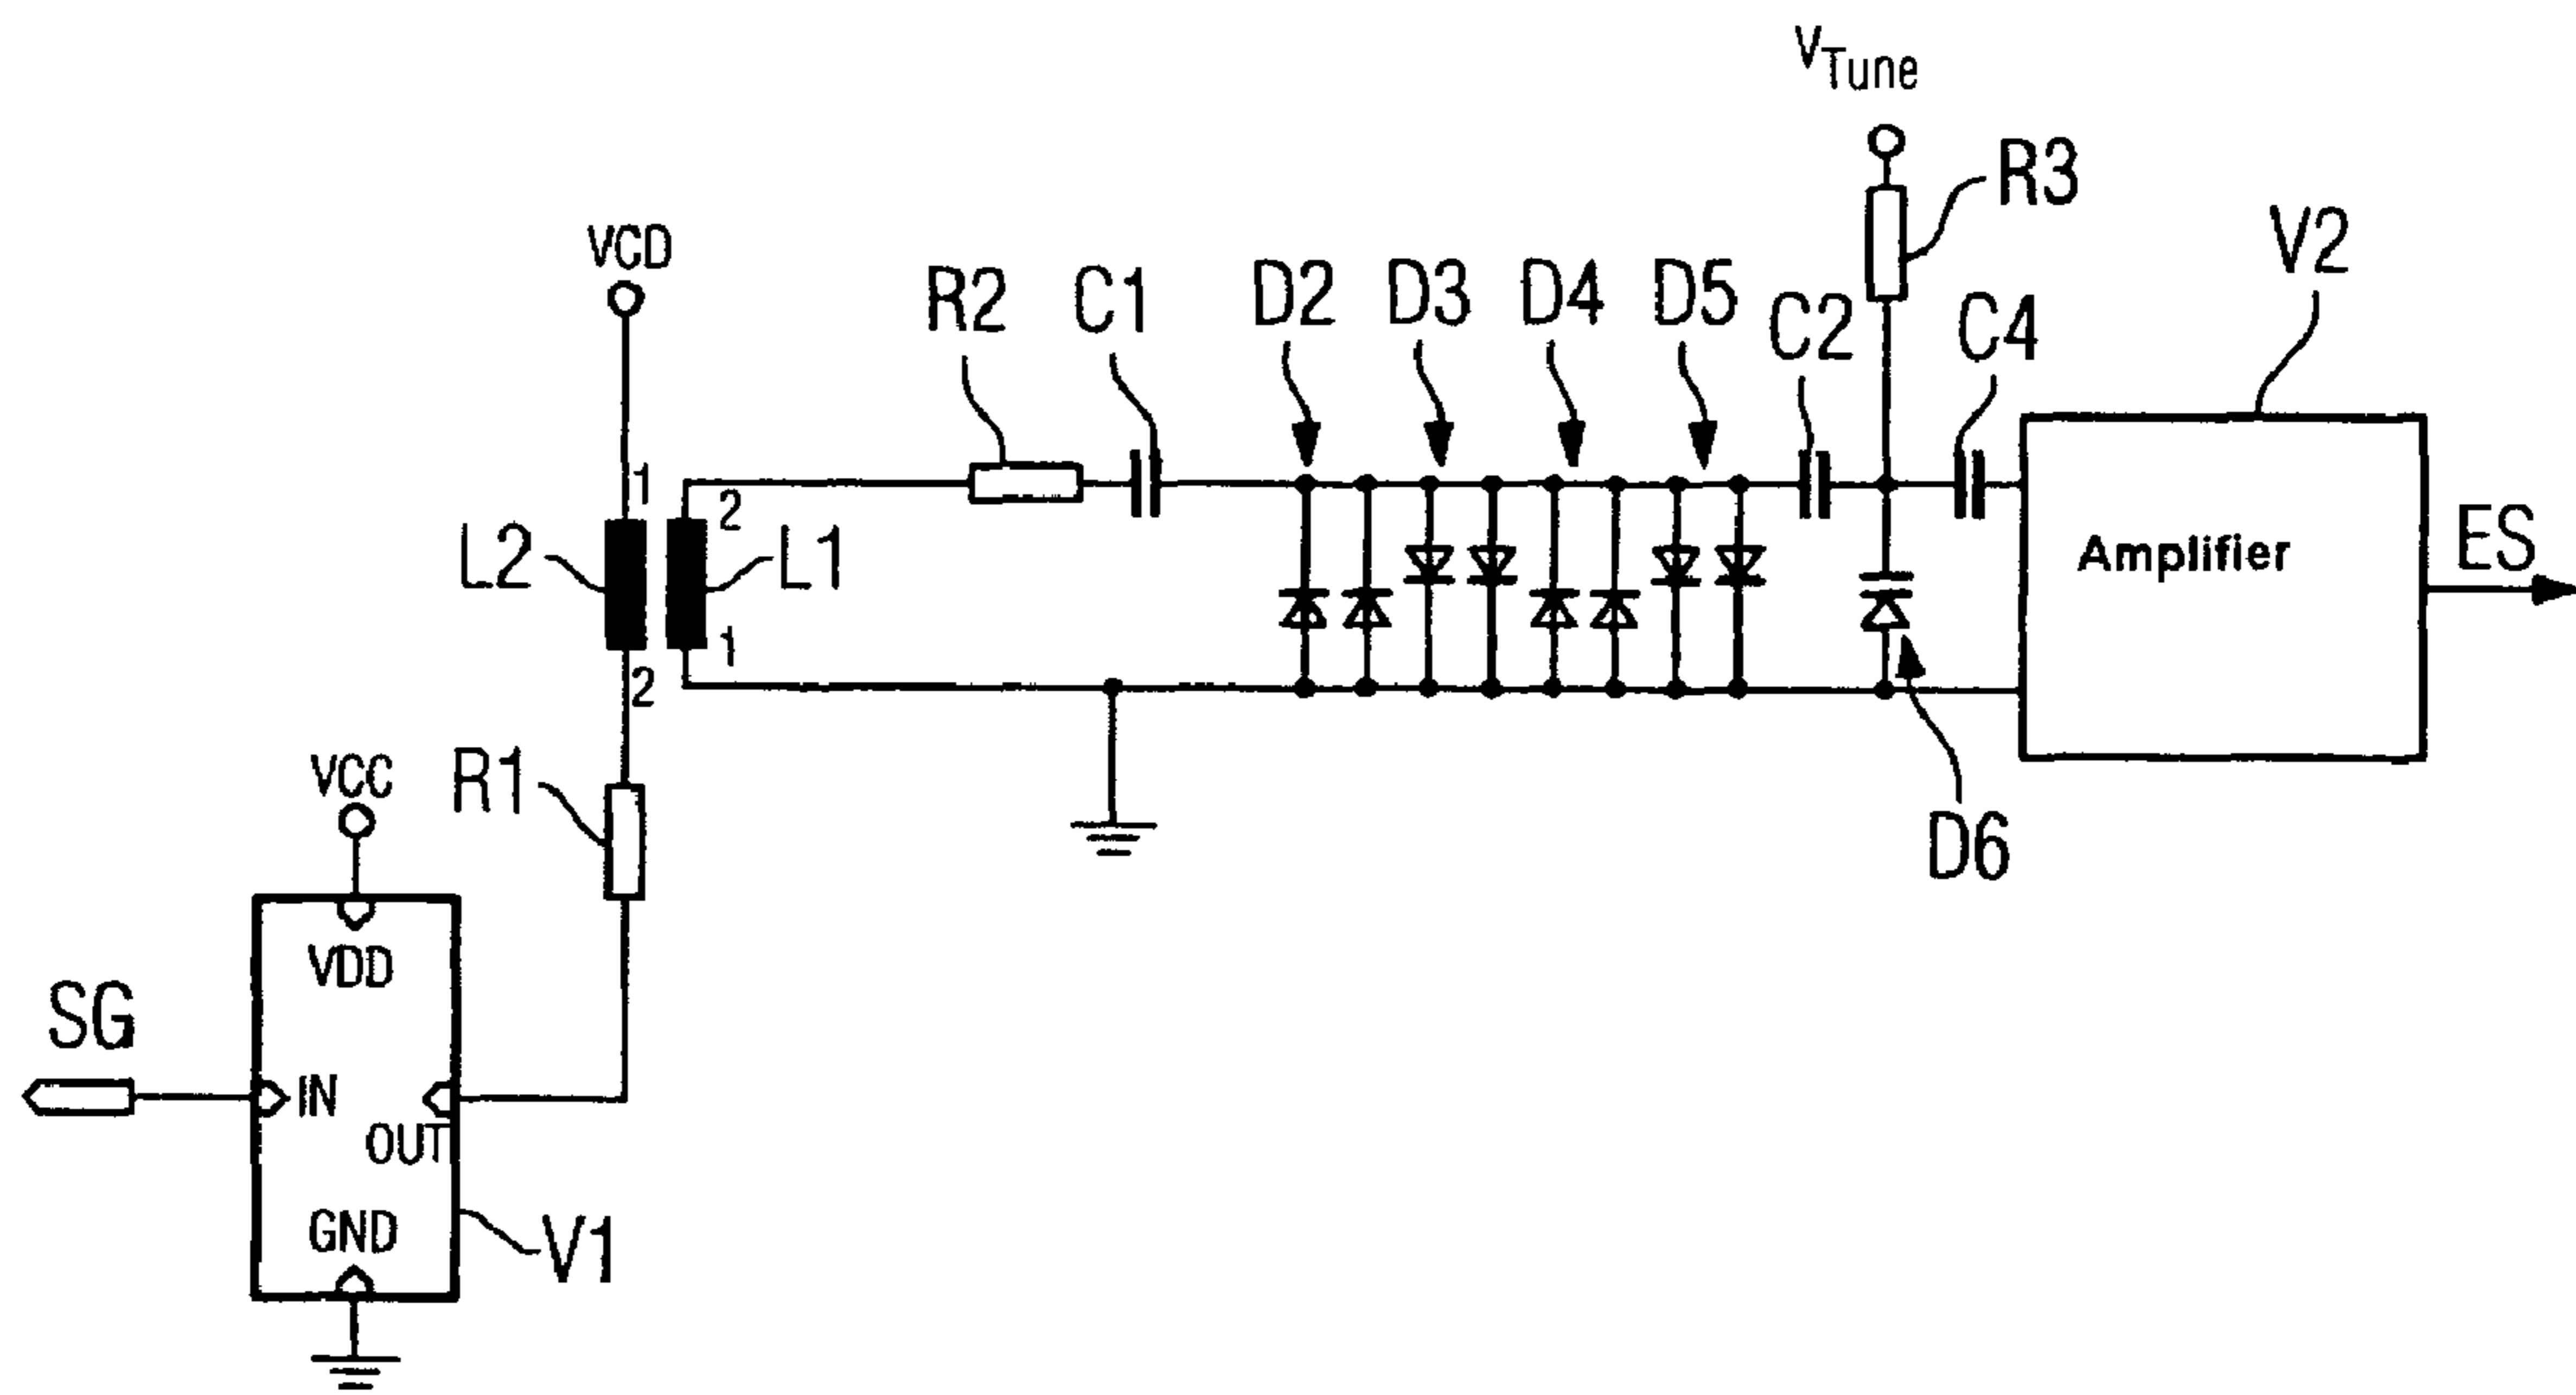 VTune
R3
V2
VCD
R2
C1
D2
D3
D4
D5
C2
C4
1
2
L2
L1
Amplifier
ES
1
2
VCC
R1
D6
VDD
SG
IN
OUT
GND
V1